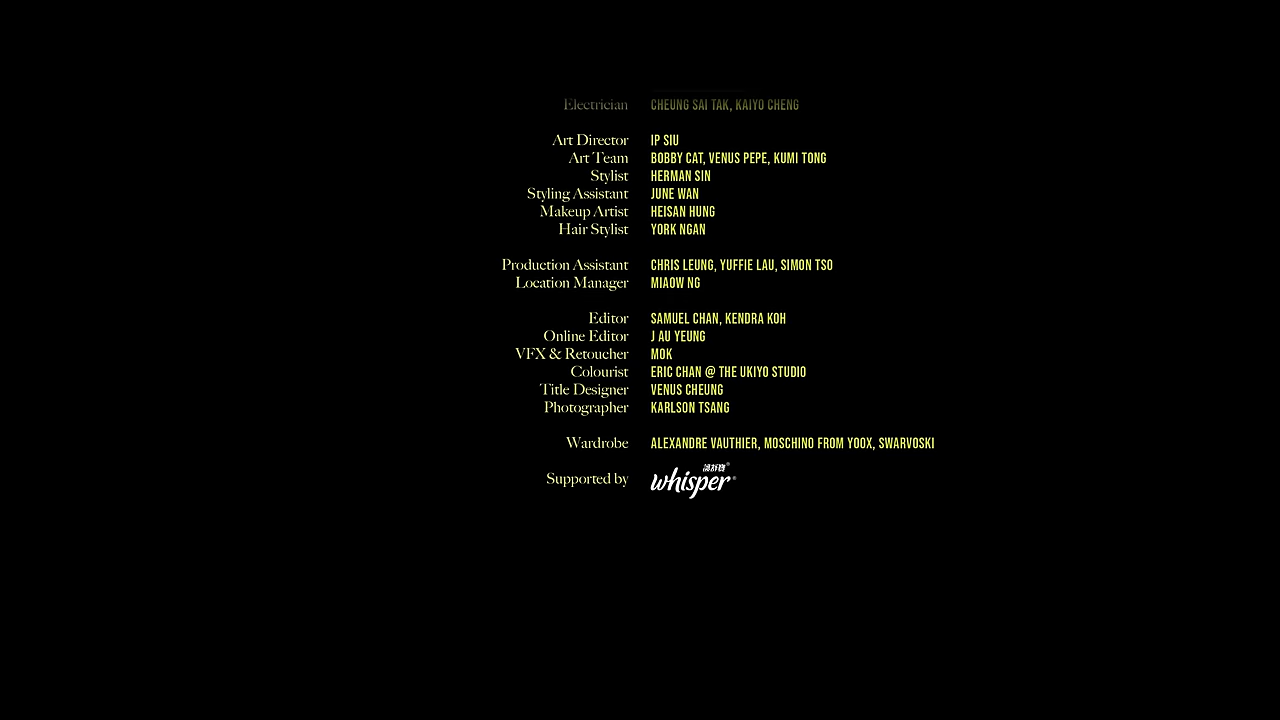 Electrician CHEUNG SAI TAK, KAIYO CHENG
Art Director IP SIU
Art Team BOBBY CAT, VENUS PEPE, KUMI TONG
Stylist HERMAN SIN
Styling Assistant JUNE WAN
Makeup Artist HEISAN HUNG
Hair Stylist YORK NGAN
Production Assistant CHRIS LEUNG, YUFFIE LAU, SIMON TSO
Location Manager MIAOW NG
Editor SAMUEL CHAN, KENDRA KOH
Online Editor J AU YEUNG
VFX & Retoucher MOK
Colourist ERIC CHAN @ THE UKIYO STUDIO
Title Designer VENUS CHEUNG
Photographer KARLSON TSANG
Wardrobe ALEXANDRE VAUTHIER, MOSCHINO FROM YOOX, SWARVOSKI
Supported by whisper®